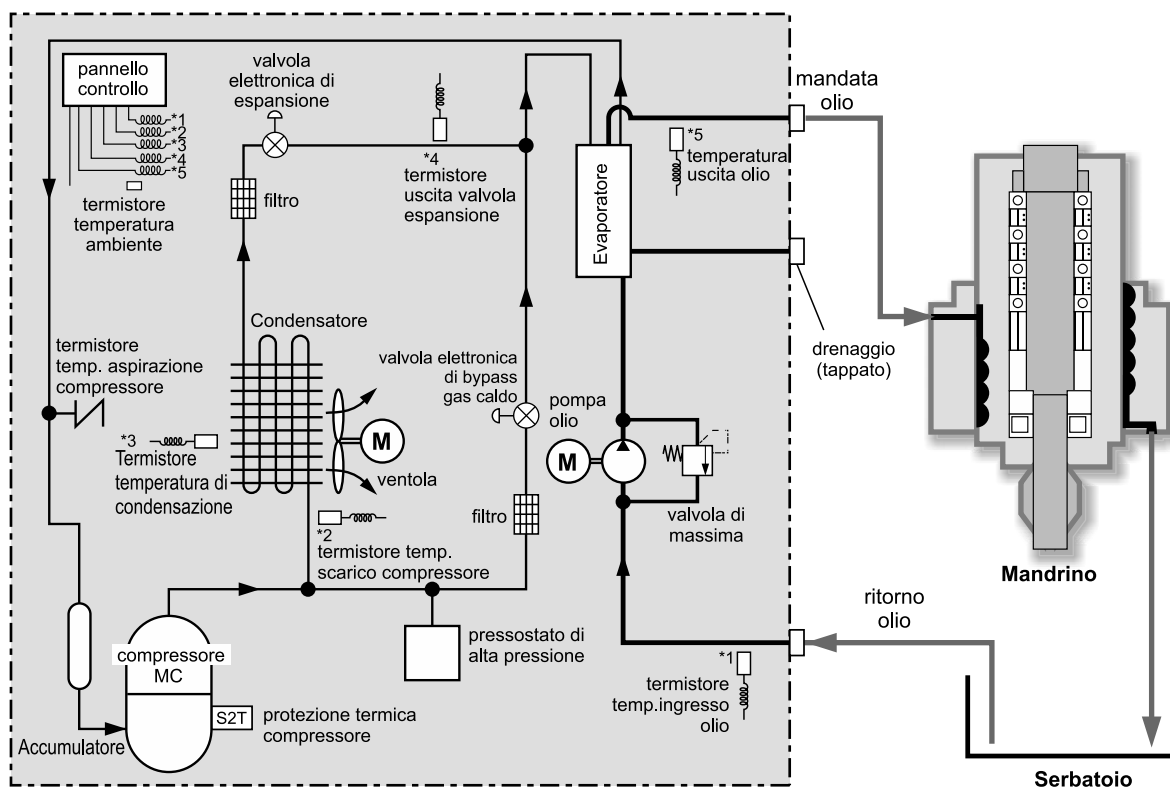 pannello
controllo
*1
*2
*3
*4
*5
termistore
temperatura
ambiente
valvola
elettronica di
espansione
*4
termistore
uscita valvola
espansione
filtro
Evaporatore
mandata
olio
*5
temperatura
uscita olio
drenaggio
(tappato)
Condensatore
termistore
temp. aspirazione
compressore
valvola elettronica
di bypass
gas caldo
pompa
olio
*3
Termistore
temperatura di
condensazione
M
ventola
M
filtro
valvola di
massima
*2
termistore temp.
scarico compressore
Mandrino
ritorno
olio
compressore
MC
pressostato di
alta pressione
*1
termistore
temp.ingresso
olio
S2T
protezione termica
compressore
Accumulatore
Serbatoio